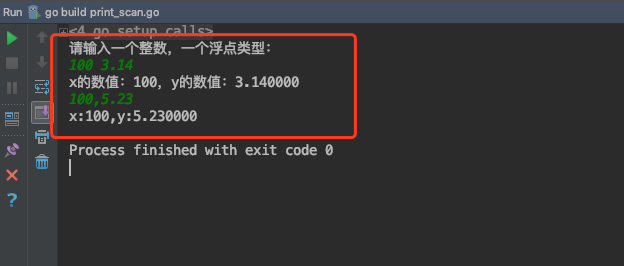 Run go build print_scan.go
<4 go setup calls>
请输入一个整数，一个浮点类型：
100 3.14
x的数值：100，y的数值：3.140000
100,5.23
x:100,y:5.230000
Process finished with exit code 0